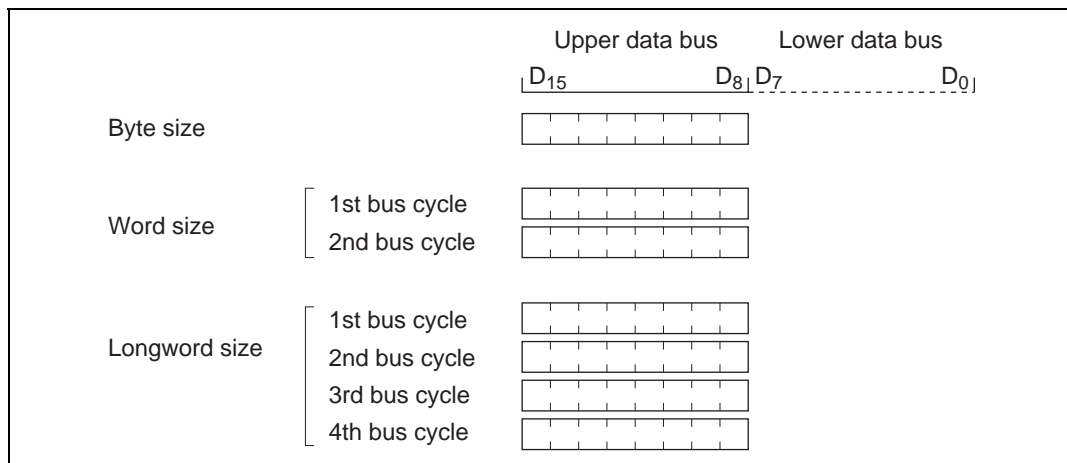 Upper data bus Lower data bus
D15 D8 D7 D0
Byte size
Word size
1st bus cycle
2nd bus cycle
Longword size
1st bus cycle
2nd bus cycle
3rd bus cycle
4th bus cycle